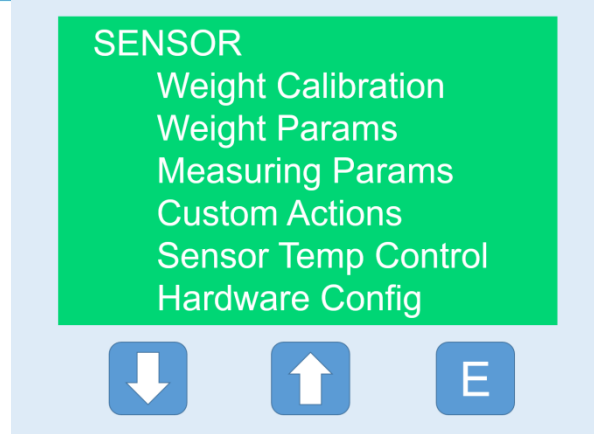 SENSOR
Weight Calibration
Weight Params
Measuring Params
Custom Actions
Sensor Temp Control
Hardware Config
E